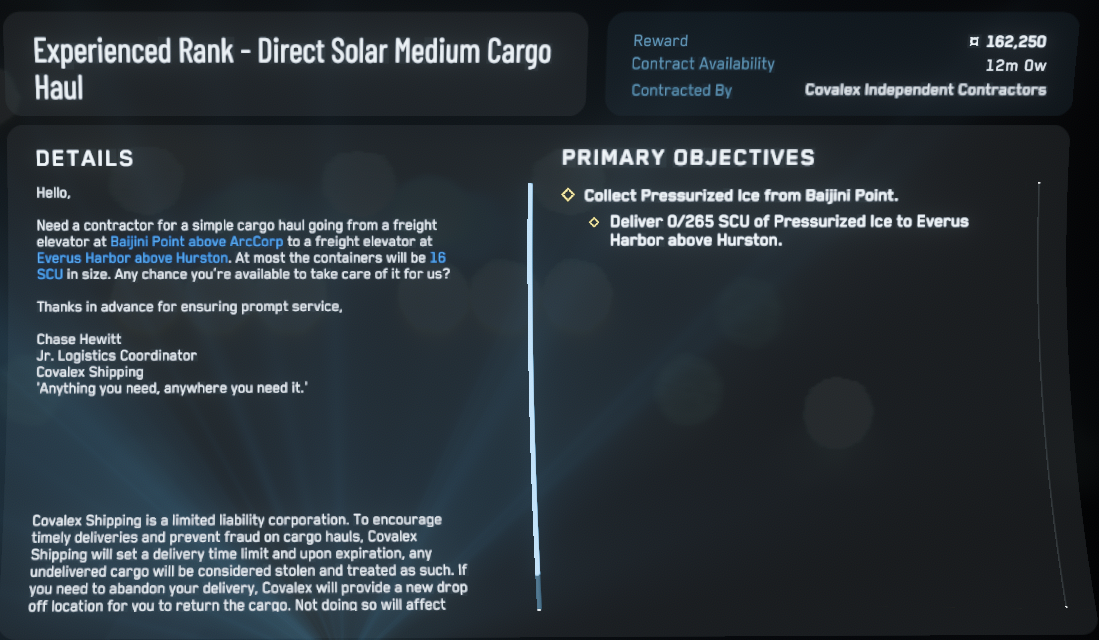 Experienced Rank - Direct Solar Medium Cargo
Haul
Reward
¤ 162,250
Contract Availability
12m 0w
Contracted By
Covalex Independent Contractors
DETAILS
Hello,
Need a contractor for a simple cargo haul going from a freight
elevator at Baijini Point above ArcCorp to a freight elevator at
Everus Harbor above Hurston. At most the containers will be 16
SCU in size. Any chance you're available to take care of it for us?
Thanks in advance for ensuring prompt service,
Chase Hewitt
Jr. Logistics Coordinator
Covalex Shipping
'Anything you need, anywhere you need it.'
Covalex Shipping is a limited liability corporation. To encourage
timely deliveries and prevent fraud on cargo hauls, Covalex
Shipping will set a delivery time limit and upon expiration, any
undelivered cargo will be considered stolen and treated as such. If
you need to abandon your delivery, Covalex will provide a new drop
off location for you to return the cargo. Not doing so will affect
PRIMARY OBJECTIVES
Collect Pressurized Ice from Baijini Point.
Deliver 0/265 SCU of Pressurized Ice to Everus
Harbor above Hurston.